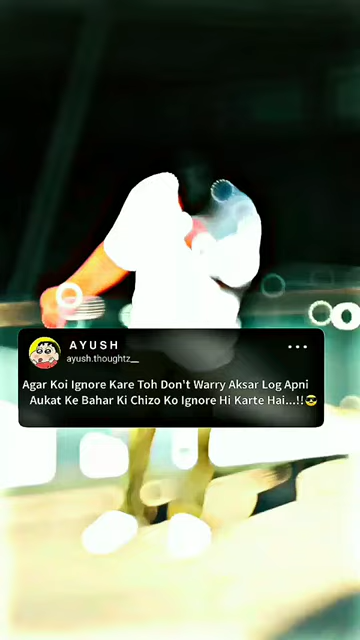 AYUSH
ayush.thoughtz__
Agar Koi Ignore Kare Toh Don't Warry Aksar Log Apni
Aukat Ke Bahar Ki Chizo Ko Ignore Hi Karte Hai...!!😎